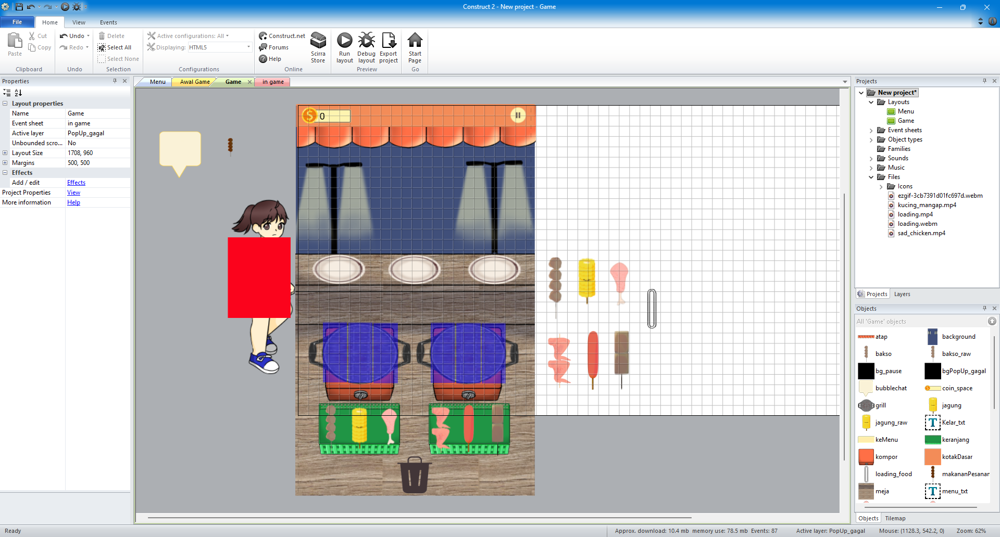 Construct 2 - New project - Game
File
Home
View
Events
Paste
Cut
Copy
Clipboard
Undo
Redo
Undo
Delete
Select All
Select None
Selection
Active configurations: All
Displaying: HTML5
Configurations
Construct.net
Forums
Help
Scirra Store
Online
Run layout
Debug layout
Export project
Preview
Start Page
Go
Properties
Layout properties
Name Game
Event sheet in game
Active layer PopUp_gagal
Unbounded scro... No
Layout Size 1708, 960
Margins 500, 500
Effects
Add / edit Effects
Project Properties View
More information Help
Menu
Awal Game
Game
in game
$ 0
Projects
New project*
Layouts
Menu
Game
Event sheets
Object types
Families
Sounds
Music
Files
Icons
ezgif-3cb7391d01fc697d.webm
kucing_mangap.mp4
loading.mp4
loading.webm
sad_chicken.mp4
Projects
Layers
Objects
All 'Game' objects
atap
background
bakso
bakso_raw
bg_pause
bgPopUp_gagal
bubblechat
coin_space
grill
jagung
jagung_raw
Kelar_txt
keMenu
keranjang
kompor
kotakDasar
loading_food
makananPesanar
meja
menu_txt
Objects
Tilemap
Ready
Approx. download: 10.4 mb memory use: 78.5 mb Events: 87
Active layer: PopUp_gagal
Mouse: (1128.3, 542.2, 0)
Zoom: 62%